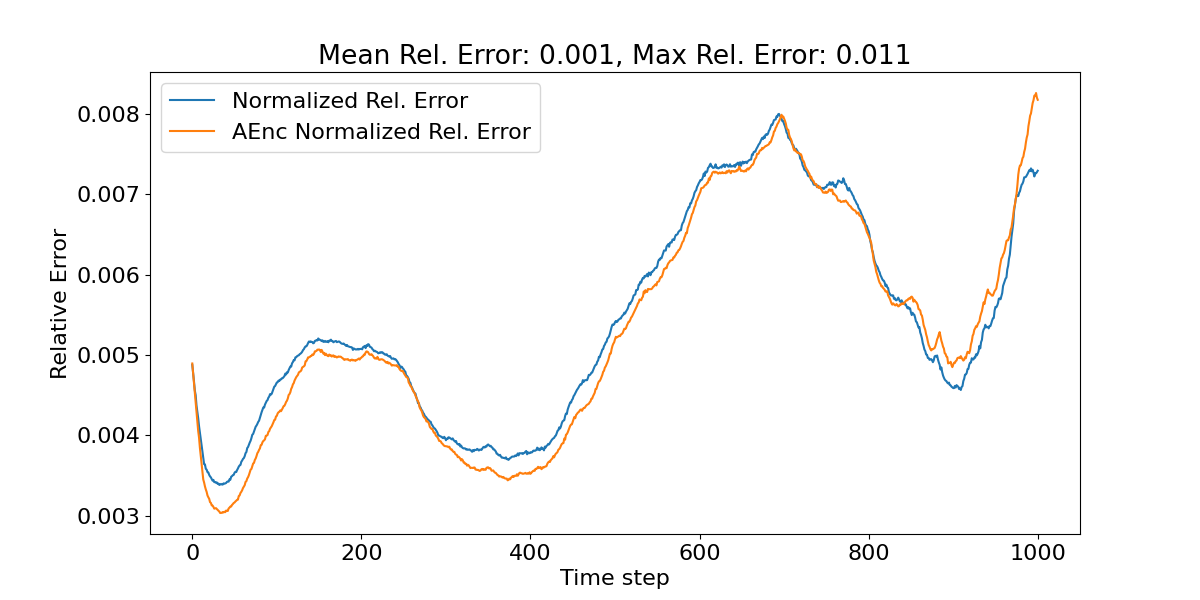 Mean Rel. Error: 0.001, Max Rel. Error: 0.011
Normalized Rel. Error
AEnc Normalized Rel. Error
Relative Error
0.008
0.007
0.006
0.005
0.004
0.003
0 200 400 600 800 1000
Time step